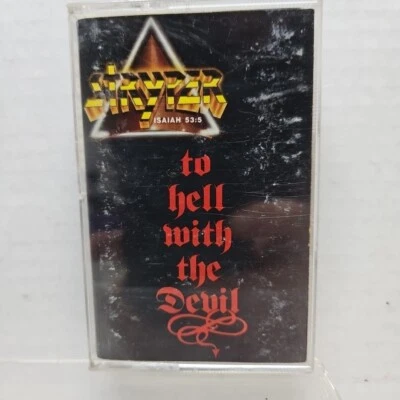 STRYPER
ISAIAH 53:5
to
hell
with
the
Devil